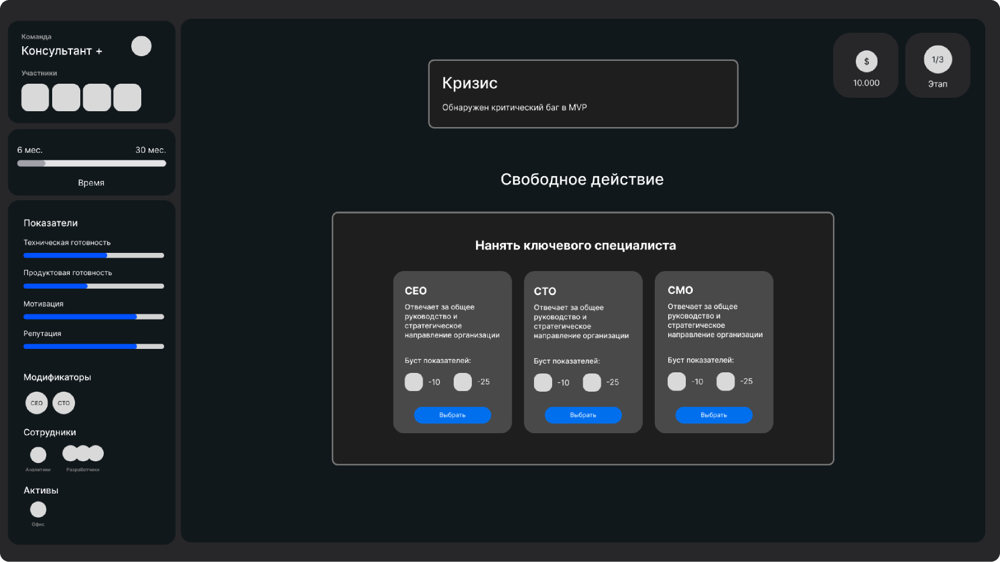 Команда
Консультант +
Участники
6 мес.
30 мес.
Время
Показатели
Техническая готовность
Продуктовая готовность
Мотивация
Репутация
Модификаторы
CEO
CTO
Сотрудники
Аналитики
Разработчики
Активы
Офис
Кризис
Обнаружен критический баг в MVP
$
10.000
1/3
Этап
Свободное действие
Нанять ключевого специалиста
CEO
Отвечает за общее
руководство и
стратегическое
направление организации
Буст показателей:
-10
-25
Выбрать
CTO
Отвечает за общее
руководство и
стратегическое
направление организации
Буст показателей:
-10
-25
Выбрать
CMO
Отвечает за общее
руководство и
стратегическое
направление организации
Буст показателей:
-10
-25
Выбрать